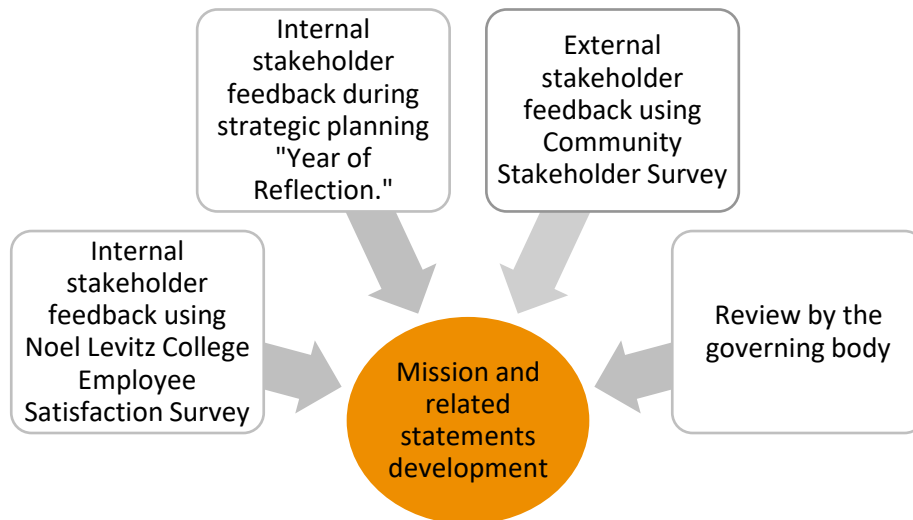 Internal
stakeholder
feedback using
Noel Levitz College
Employee
Satisfaction Survey
Internal
stakeholder
feedback during
strategic planning
"Year of
Reflection."
External
stakeholder
feedback using
Community
Stakeholder Survey
Review by the
governing body
Mission and
related
statements
development